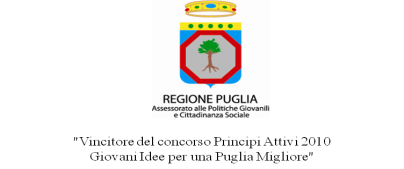 REGIONE PUGLIA
Assessorato alle Politiche Giovanili
e Cittadinanza Sociale
"Vincitore del concorso Principi Attivi 2010
Giovani Idee per una Puglia Migliore"